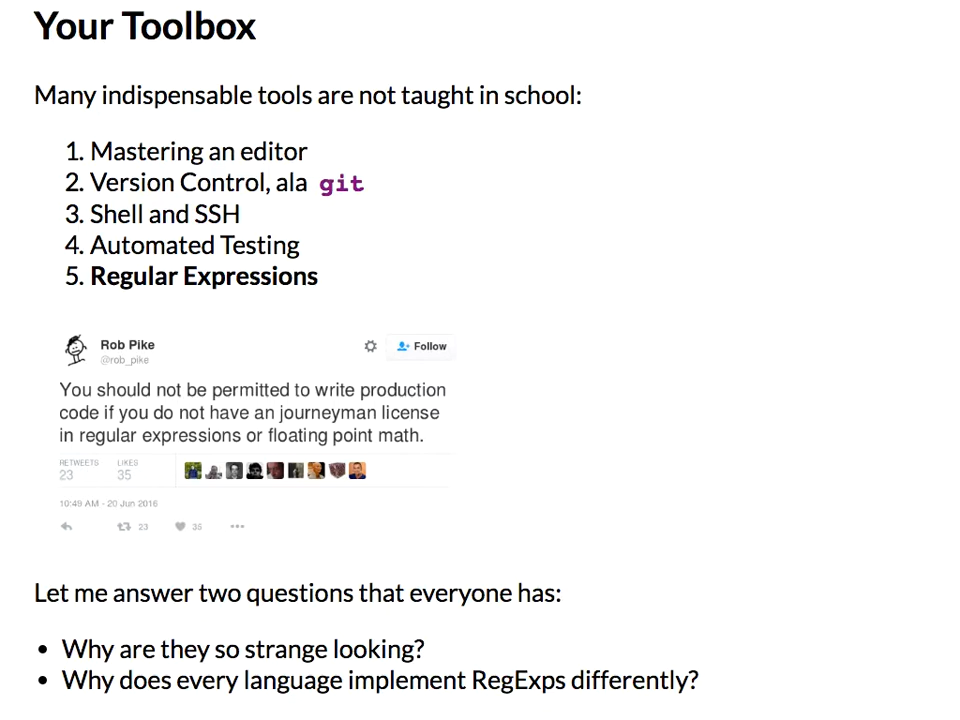 Your Toolbox
Many indispensable tools are not taught in school:
1. Mastering an editor
2. Version Control, ala git
3. Shell and SSH
4. Automated Testing
5. Regular Expressions
Rob Pike
@rob_pike
Follow
You should not be permitted to write production
code if you do not have an journeyman license
in regular expressions or floating point math.
RETWEETS LIKES
23 35
10:49 AM - 20 Jun 2016
23 35
Let me answer two questions that everyone has:
• Why are they so strange looking?
• Why does every language implement RegExps differently?